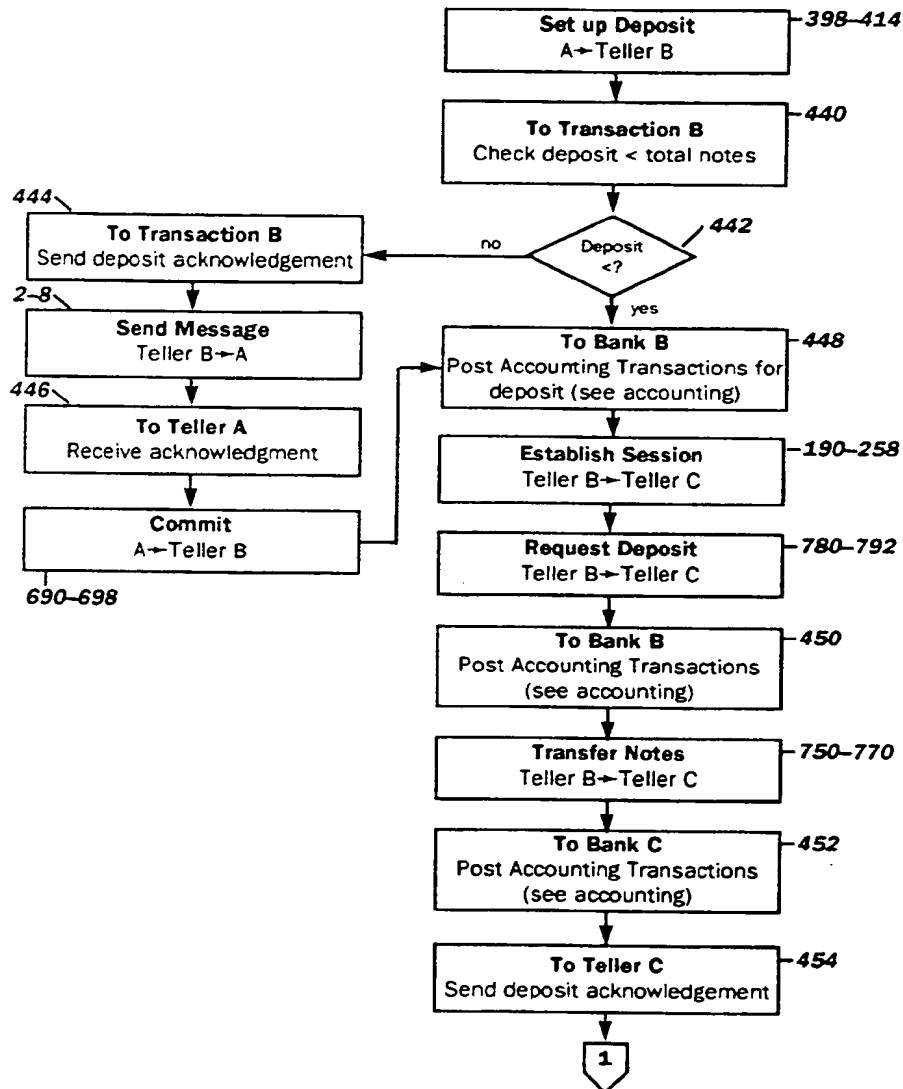 Set up Deposit
A→Teller B
398–414
To Transaction B
Check deposit < total notes
440
Deposit
<?
442
no
yes
444
To Transaction B
Send deposit acknowledgement
2–8
Send Message
Teller B→A
446
To Teller A
Receive acknowledgment
Commit
A→Teller B
690–698
To Bank B
Post Accounting Transactions for
deposit (see accounting)
448
Establish Session
Teller B→Teller C
190–258
Request Deposit
Teller B→Teller C
780–792
To Bank B
Post Accounting Transactions
(see accounting)
450
Transfer Notes
Teller B→Teller C
750–770
To Bank C
Post Accounting Transactions
(see accounting)
452
To Teller C
Send deposit acknowledgement
454
1